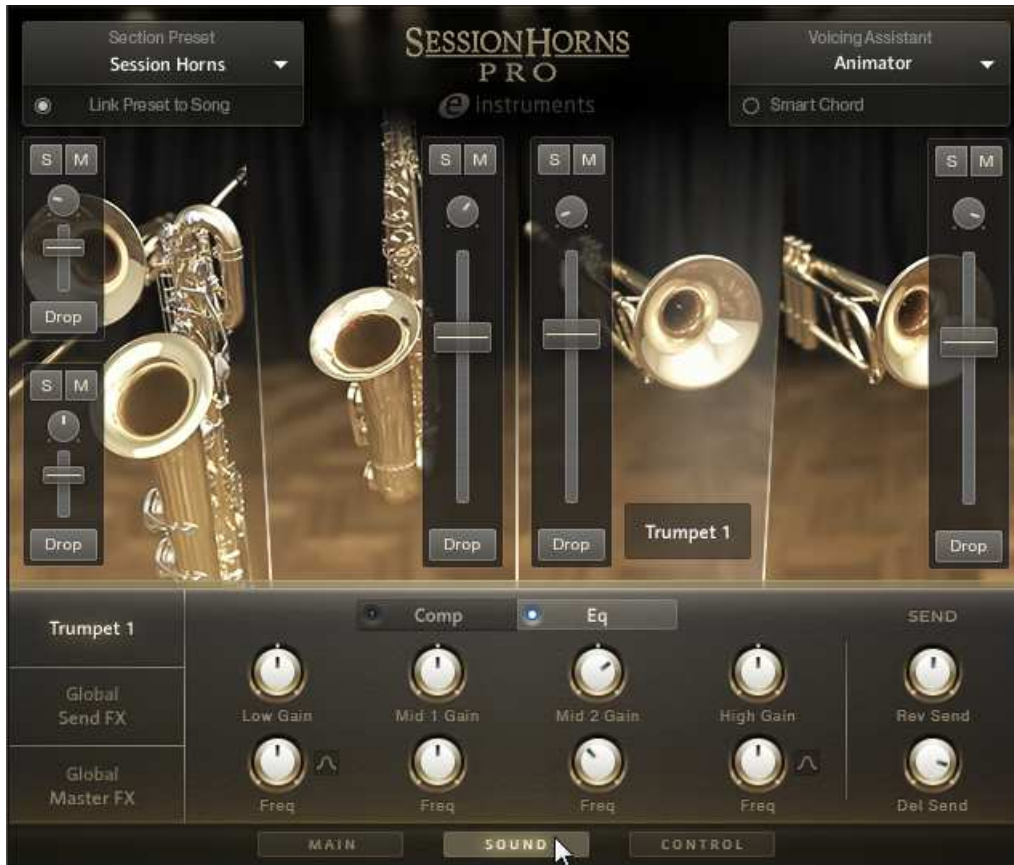 Section Preset
Session Horns
Link Preset to Song
SESSIONHORNS
PRO
e instruments
Voicing Assistant
Animator
Smart Chord
S M
Drop
S M
Drop
S M
Drop
S M
Drop
S M
Drop
Trumpet 1
Trumpet 1
Global
Send FX
Global
Master FX
Comp
Eq
SEND
Low Gain
Mid 1 Gain
Mid 2 Gain
High Gain
Rev Send
Freq
Freq
Freq
Freq
Del Send
MAIN
SOUND
CONTROL